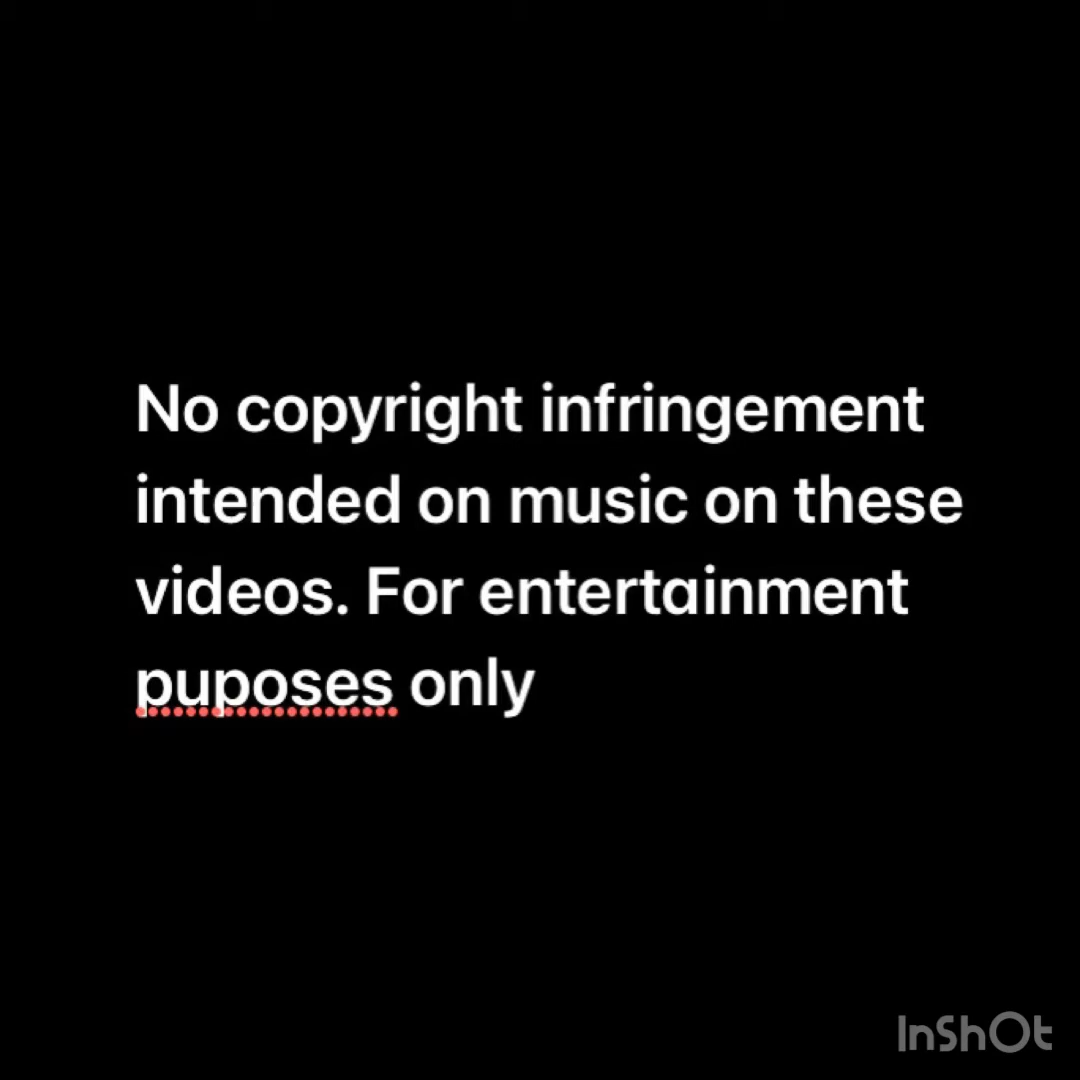 No copyright infringement
intended on music on these
videos. For entertainment
puposes only
InShOt